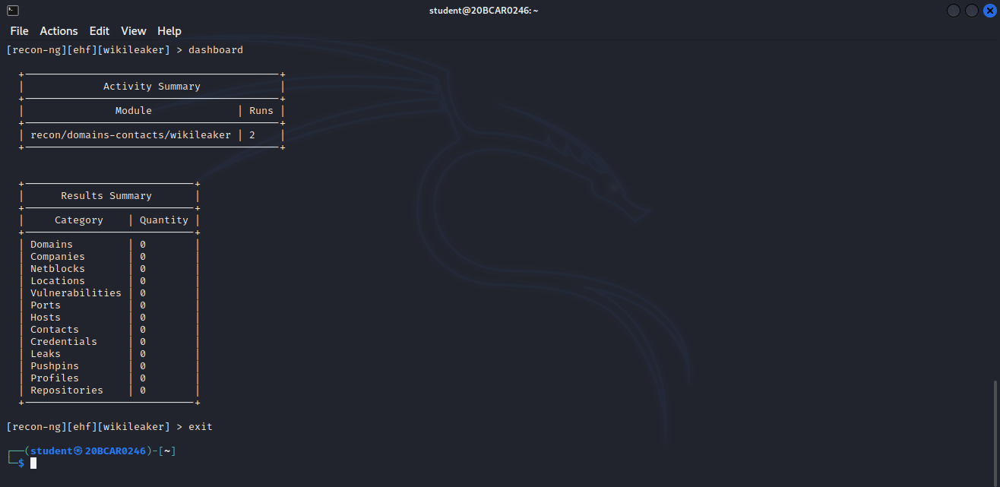 student@20BCAR0246:~
File Actions Edit View Help
[recon-ng][ehf][wikileaker] > dashboard
+------------------------------------------+
| Activity Summary |
+------------------------------------------+
| Module | Runs |
+------------------------------------------+
| recon/domains-contacts/wikileaker | 2 |
+------------------------------------------+
+----------------------------+
| Results Summary |
+----------------------------+
| Category | Quantity |
+----------------------------+
| Domains | 0 |
| Companies | 0 |
| Netblocks | 0 |
| Locations | 0 |
| Vulnerabilities | 0 |
| Ports | 0 |
| Hosts | 0 |
| Contacts | 0 |
| Credentials | 0 |
| Leaks | 0 |
| Pushpins | 0 |
| Profiles | 0 |
| Repositories | 0 |
+----------------------------+
[recon-ng][ehf][wikileaker] > exit
┌──(student㉿20BCAR0246)-[~]
└─$